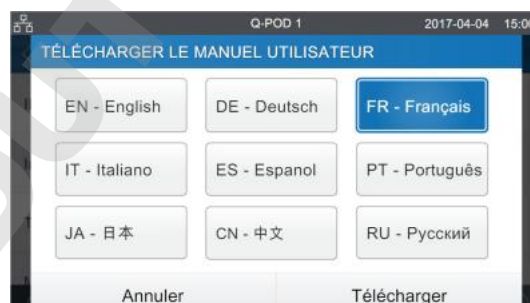 Q-POD 1 2017-04-04 15:00
TÉLÉCHARGER LE MANUEL UTILISATEUR
EN - English DE - Deutsch FR - Français
IT - Italiano ES - Espanol PT - Português
JA - 日本 CN - 中文 RU - Русский
Annuler Télécharger